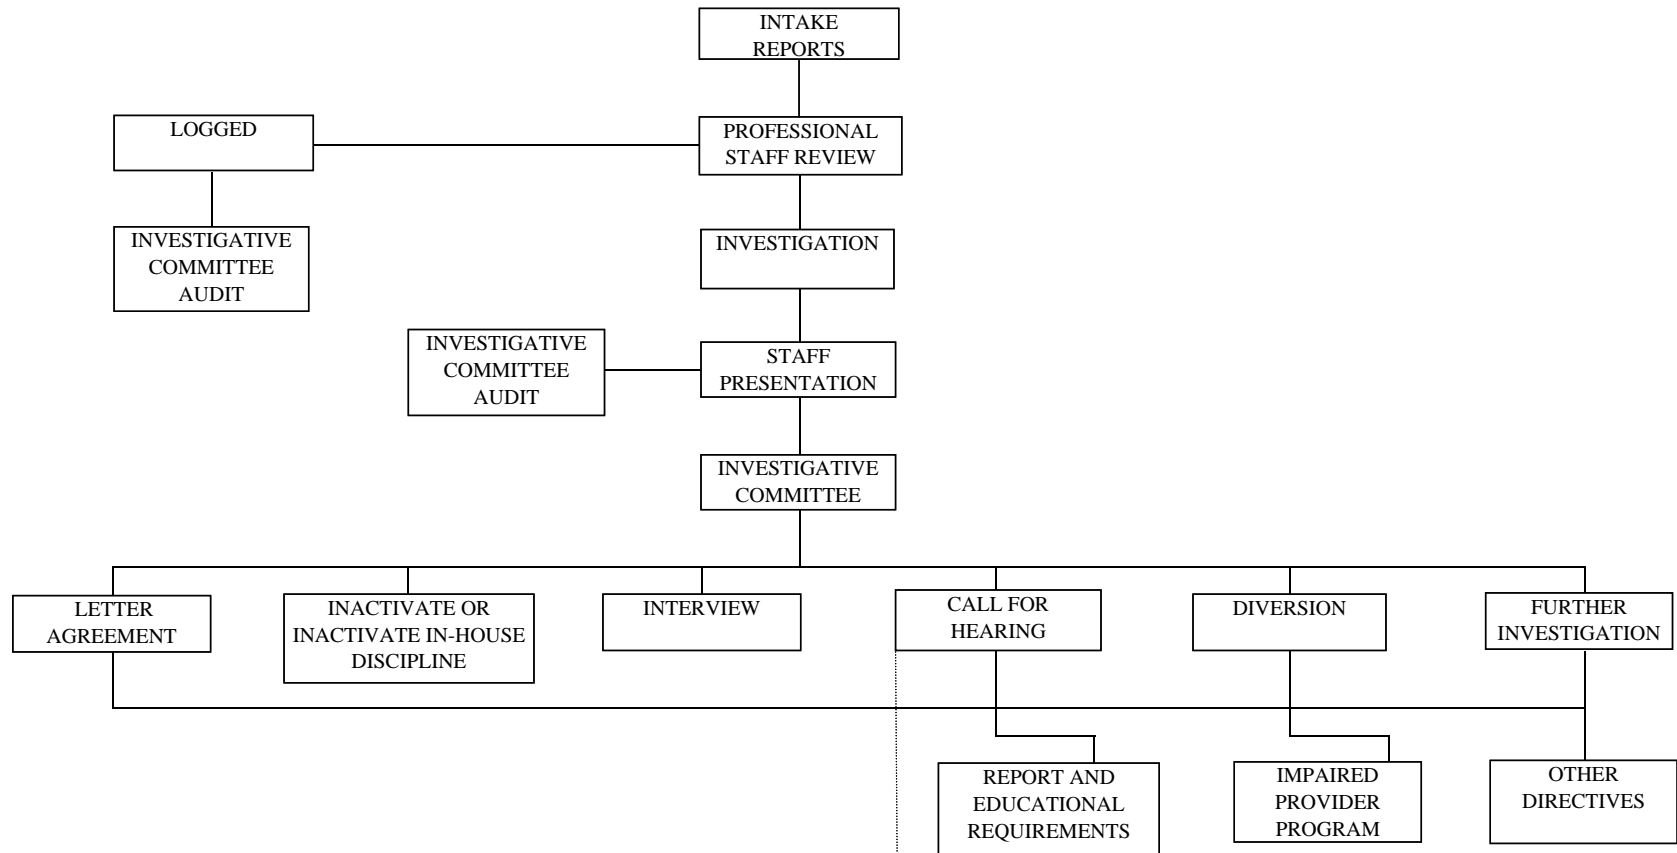 INTAKE
REPORTS
LOGGED
PROFESSIONAL
STAFF REVIEW
INVESTIGATIVE
COMMITTEE
AUDIT
INVESTIGATION
INVESTIGATIVE
COMMITTEE
AUDIT
STAFF
PRESENTATION
INVESTIGATIVE
COMMITTEE
LETTER
AGREEMENT
INACTIVATE OR
INACTIVATE IN-HOUSE
DISCIPLINE
INTERVIEW
CALL FOR
HEARING
DIVERSION
FURTHER
INVESTIGATION
REPORT AND
EDUCATIONAL
REQUIREMENTS
IMPAIRED
PROVIDER
PROGRAM
OTHER
DIRECTIVES